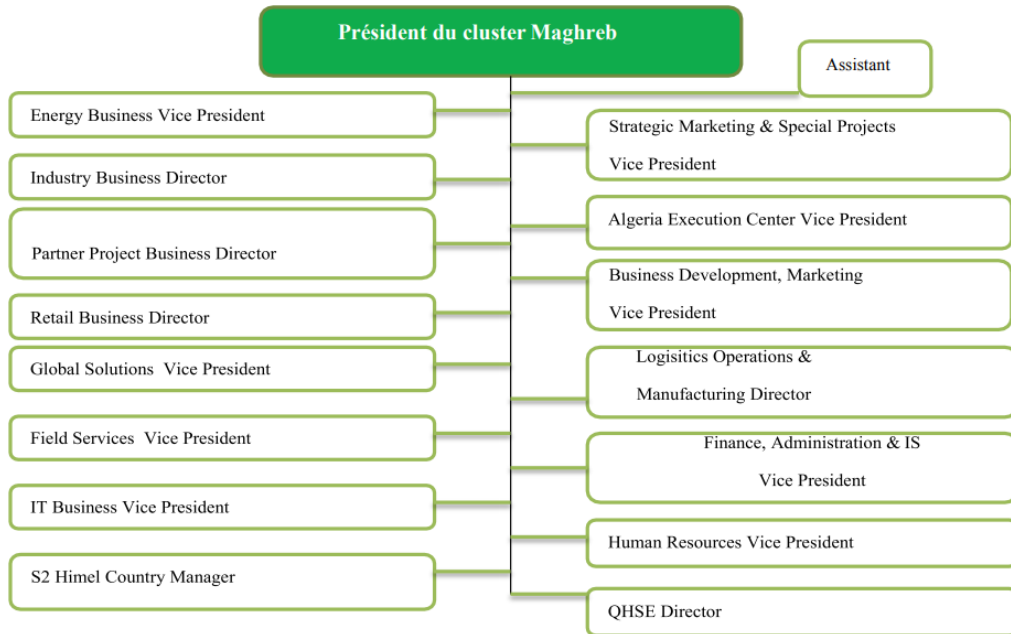 Président du cluster Maghreb
Assistant
Energy Business Vice President
Industry Business Director
Partner Project Business Director
Retail Business Director
Global Solutions Vice President
Field Services Vice President
IT Business Vice President
S2 Himel Country Manager
Strategic Marketing & Special Projects
Vice President
Algeria Execution Center Vice President
Business Development, Marketing
Vice President
Logisitics Operations &
Manufacturing Director
Finance, Administration & IS
Vice President
Human Resources Vice President
QHSE Director